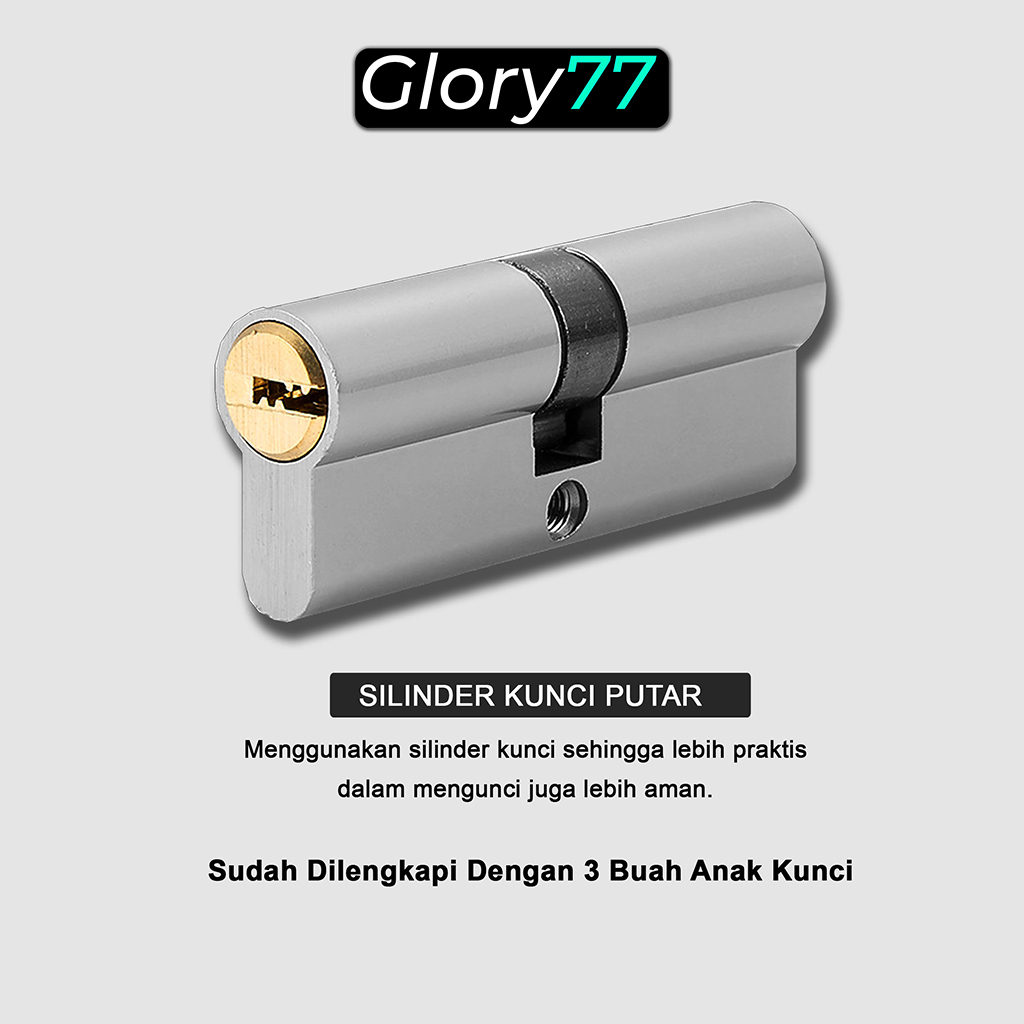 Glory77
SILINDER KUNCI PUTAR
Menggunakan silinder kunci sehingga lebih praktis
dalam mengunci juga lebih aman.
Sudah Dilengkapi Dengan 3 Buah Anak Kunci